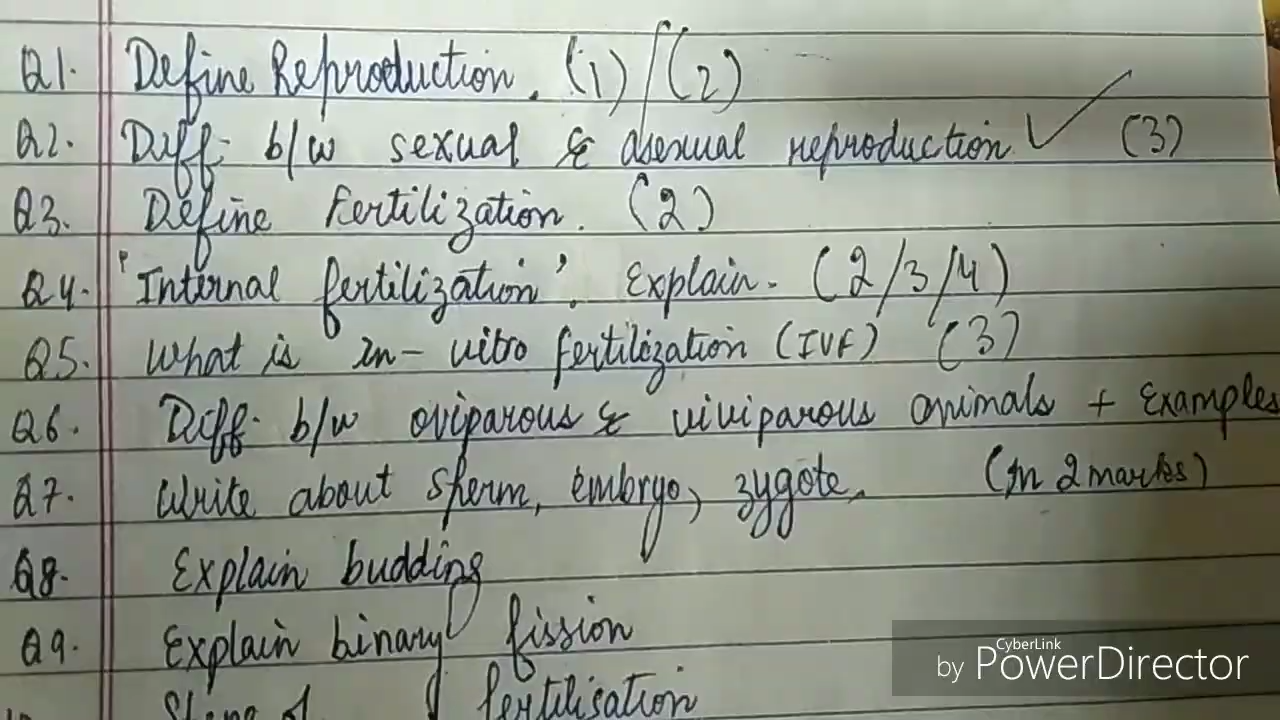 Q1. Define Reproduction. (1)/(2)
Q2. Diff. b/w sexual & asexual reproduction ✓ (3)
Q3. Define Fertilization. (2)
Q4. 'Internal fertilization'. Explain. (2/3/4)
Q5. What is in-vitro fertilization (IVF) (3)
Q6. Diff. b/w oviparous & viviparous animals + Examples
Q7. Write about sperm, embryo, zygote. (In 2 marks)
Q8. Explain budding
Q9. Explain binary fission
fertilisation
CyberLink
by PowerDirector